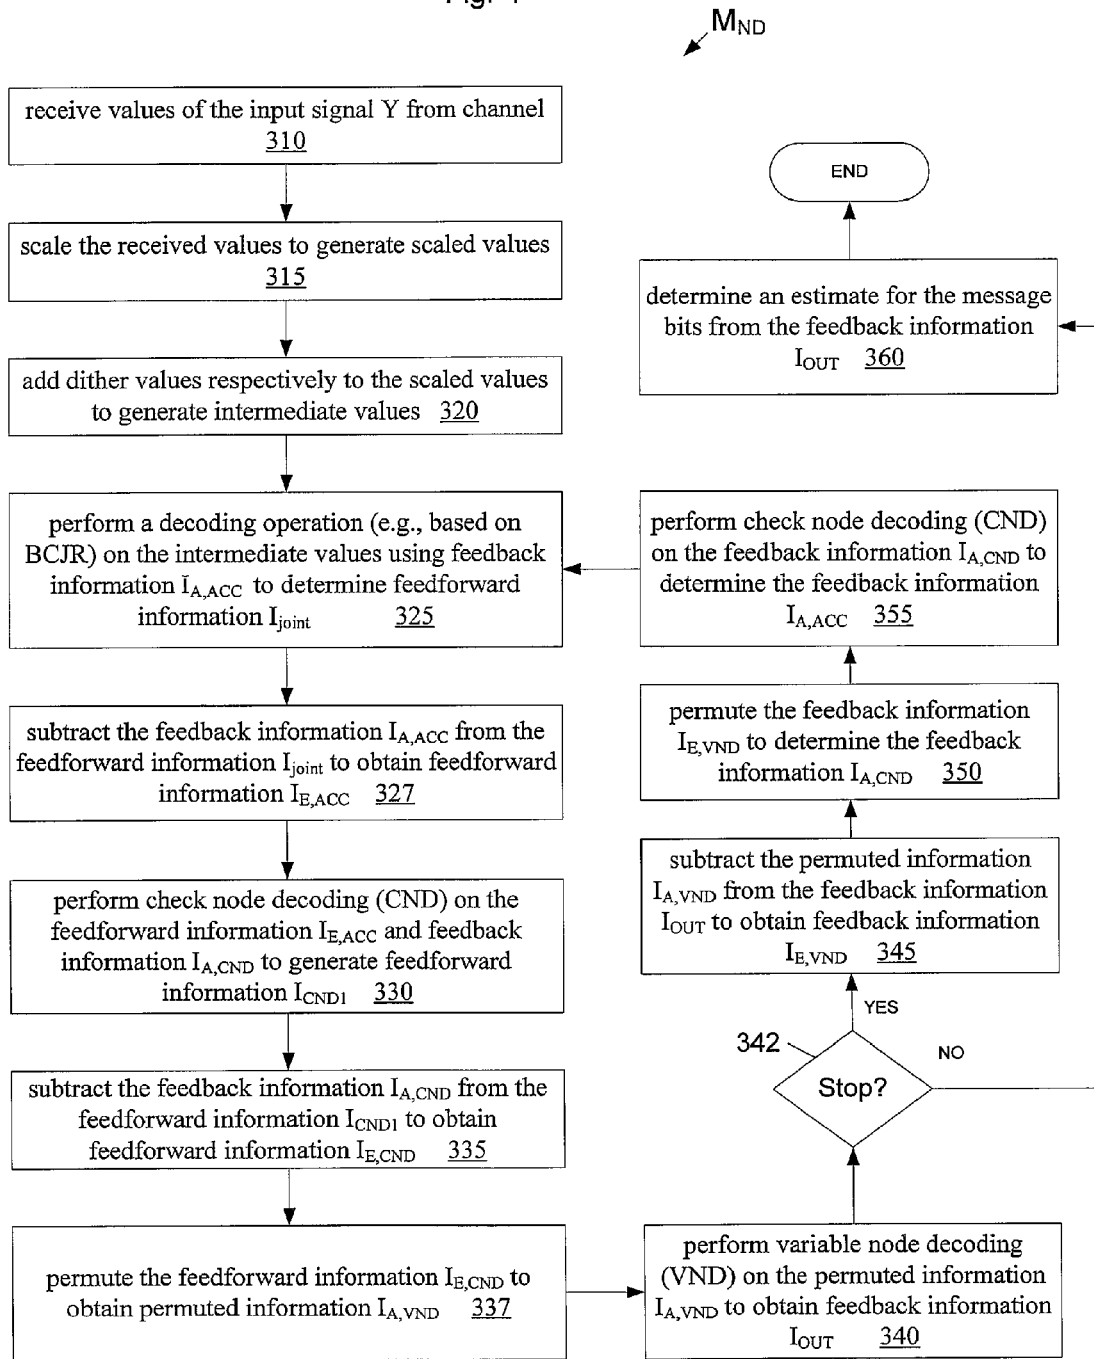 M_ND
receive values of the input signal Y from channel
310
scale the received values to generate scaled values
315
add dither values respectively to the scaled values
to generate intermediate values 320
perform a decoding operation (e.g., based on
BCJR) on the intermediate values using feedback
information I_A,ACC to determine feedforward
information I_joint 325
subtract the feedback information I_A,ACC from the
feedforward information I_joint to obtain feedforward
information I_E,ACC 327
perform check node decoding (CND) on the
feedforward information I_E,ACC and feedback
information I_A,CND to generate feedforward
information I_CND1 330
subtract the feedback information I_A,CND from the
feedforward information I_CND1 to obtain
feedforward information I_E,CND 335
permute the feedforward information I_E,CND to
obtain permuted information I_A,VND 337
perform variable node decoding
(VND) on the permuted information
I_A,VND to obtain feedback information
I_OUT 340
342
Stop?
NO
YES
subtract the permuted information
I_A,VND from the feedback information
I_OUT to obtain feedback information
I_E,VND 345
permute the feedback information
I_E,VND to determine the feedback
information I_A,CND 350
perform check node decoding (CND)
on the feedback information I_A,CND to
determine the feedback information
I_A,ACC 355
determine an estimate for the message
bits from the feedback information
I_OUT 360
END